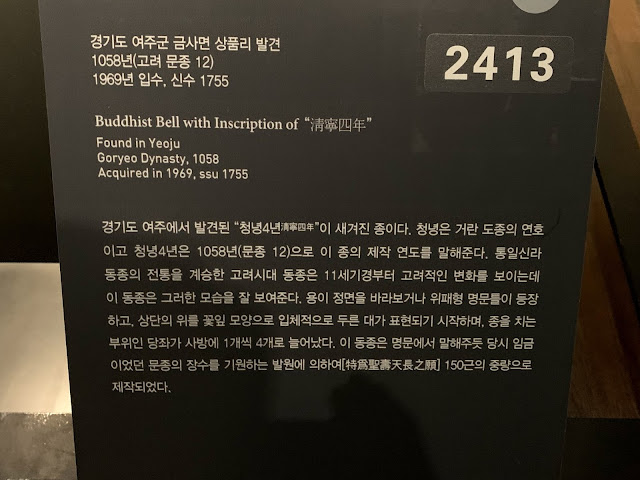 경기도 여주군 금사면 상품리 발견
1058년(고려 문종 12)
1969년 입수, 신수 1755
2413
Buddhist Bell with Inscription of “淸寧四年”
Found in Yeoju
Goryeo Dynasty, 1058
Acquired in 1969, ssu 1755
경기도 여주에서 발견된 “청녕4년淸寧四年”이 새겨진 종이다. 청녕은 거란 도종의 연호
이고 청녕4년은 1058년(문종 12)으로 이 종의 제작 연도를 말해준다. 통일신라
동종의 전통을 계승한 고려시대 동종은 11세기경부터 고려적인 변화를 보이는데
이 동종은 그러한 모습을 잘 보여준다. 용이 정면을 바라보거나 위패형 명문틀이 등장
하고, 상단의 위를 꽃잎 모양으로 입체적으로 두른 대가 표현되기 시작하며, 종을 치는
부위인 당좌가 사방에 1개씩 4개로 늘어났다. 이 동종은 명문에서 말해주듯 당시 임금
이었던 문종의 장수를 기원하는 발원에 의하여[特爲聖壽天長之願] 150근의 중량으로
제작되었다.